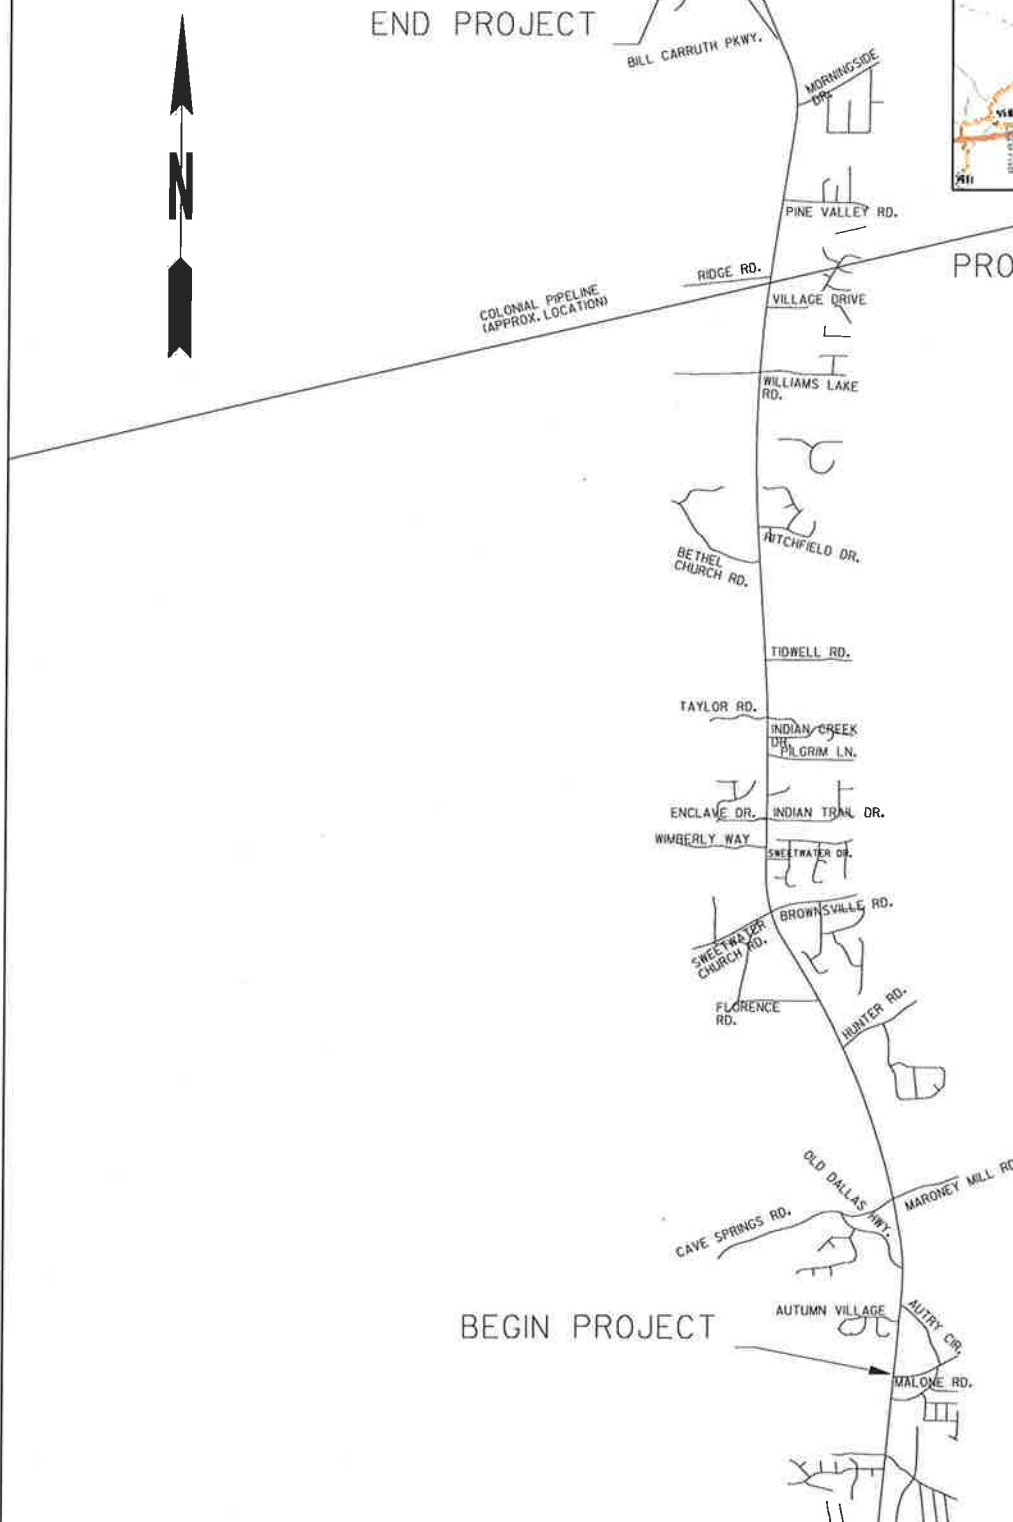 END PROJECT
BILL CARRUTH PKWY.
MORNINGSIDE
DR.
N
PINE VALLEY RD.
PRO
RIDGE RD.
COLONIAL PIPELINE
(APPROX. LOCATION)
VILLAGE DRIVE
WILLIAMS LAKE
RD.
RITCHFIELD DR.
BETHEL
CHURCH RD.
TIDWELL RD.
TAYLOR RD.
INDIAN CREEK
DR.
PILGRIM LN.
ENCLAVE DR.
INDIAN TRAIL DR.
WIMBERLY WAY
SWEETWATER DR.
BROWNSVILLE RD.
SWEETWATER
CHURCH RD.
FLORENCE
RD.
HUNTER RD.
OLD DALLAS HWY.
MARONEY MILL RD
CAVE SPRINGS RD.
AUTUMN VILLAGE
AUTRY CIR.
BEGIN PROJECT
MALONE RD.